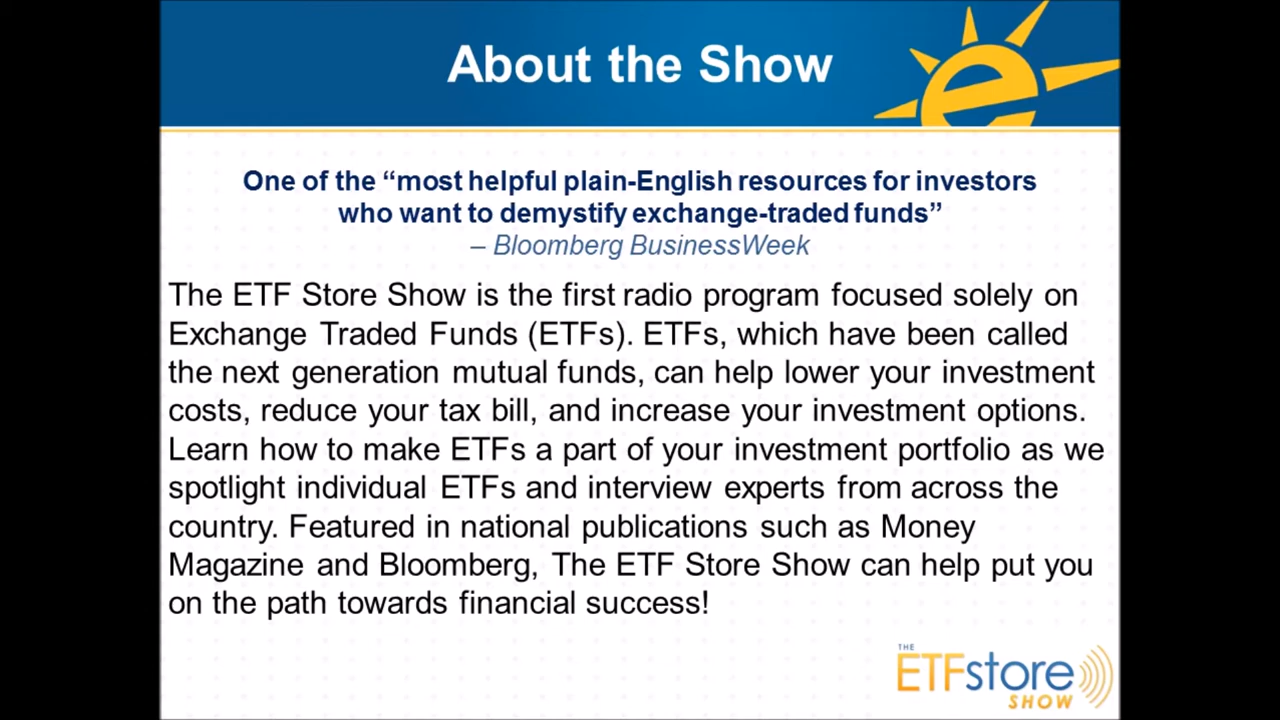 About the Show
One of the “most helpful plain-English resources for investors
who want to demystify exchange-traded funds”
– Bloomberg BusinessWeek
The ETF Store Show is the first radio program focused solely on
Exchange Traded Funds (ETFs). ETFs, which have been called
the next generation mutual funds, can help lower your investment
costs, reduce your tax bill, and increase your investment options.
Learn how to make ETFs a part of your investment portfolio as we
spotlight individual ETFs and interview experts from across the
country. Featured in national publications such as Money
Magazine and Bloomberg, The ETF Store Show can help put you
on the path towards financial success!
THE
ETFstore
SHOW